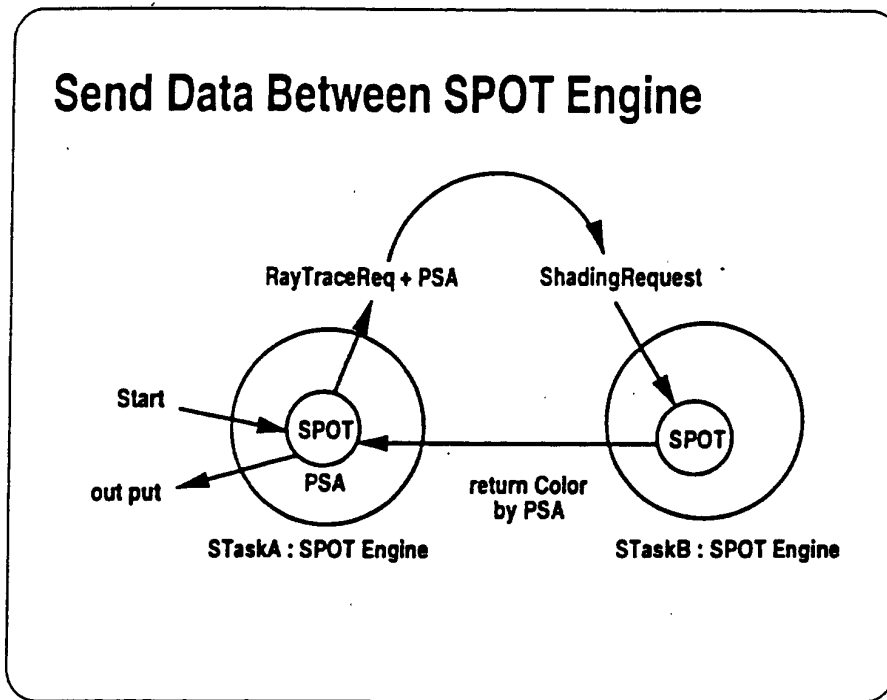 Send Data Between SPOT Engine
RayTraceReq + PSA
ShadingRequest
Start
SPOT
SPOT
out put
PSA
return Color
by PSA
STaskA : SPOT Engine
STaskB : SPOT Engine